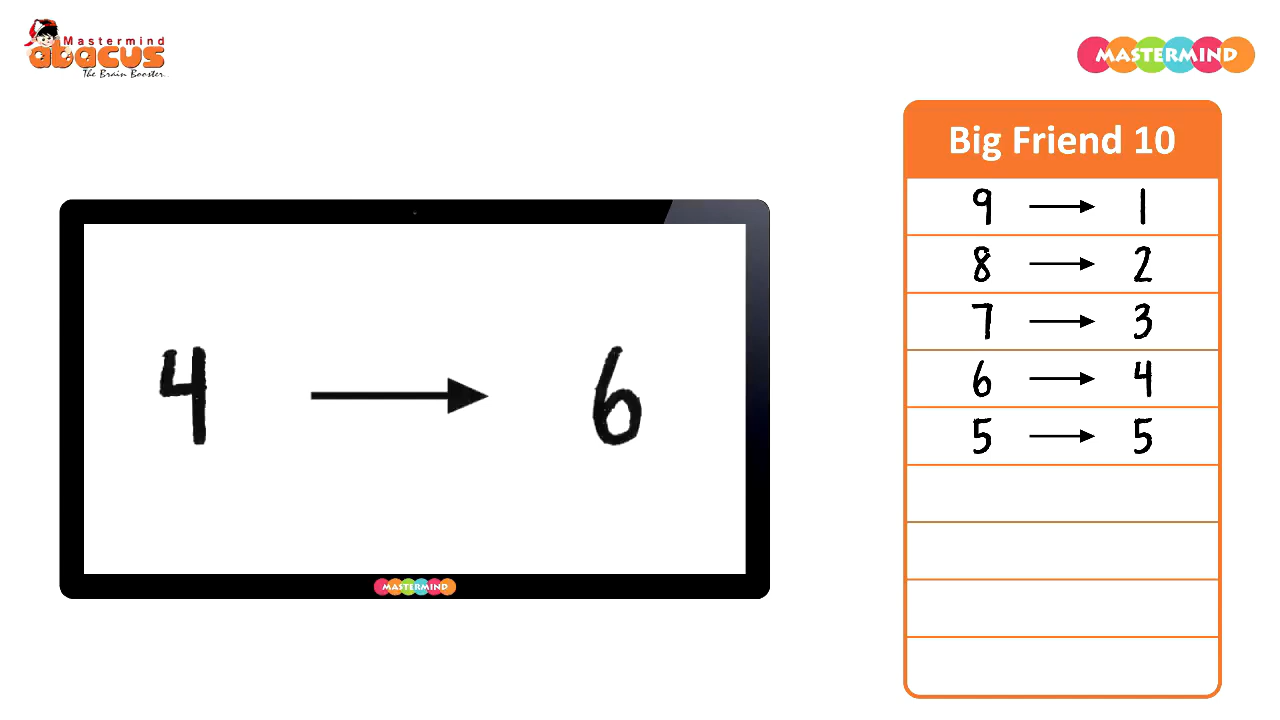 Mastermind
abacus
The Brain Booster
MASTERMIND
4 → 6
MASTERMIND
Big Friend 10
9 → 1
8 → 2
7 → 3
6 → 4
5 → 5